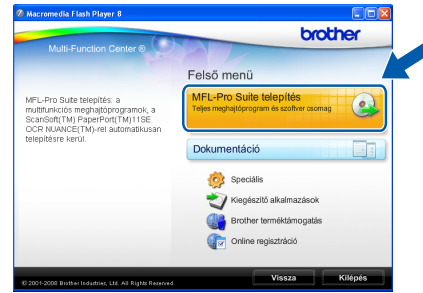 Macromedia Flash Player 8
brother
Multi-Function Center ®
Felső menü
MFL-Pro Suite telepítés
Teljes meghajtóprogram és szoftver csomag
MFL-Pro Suite telepítés: a
multifunkciós meghajtóprogramok, a
ScanSoft(TM) PaperPort(TM)11SE
OCR NUANCE(TM)-rel automatikusan
telepítésre kerül.
Dokumentáció
Speciális
Kiegészítő alkalmazások
Brother terméktámogatás
Online regisztráció
© 2001-2008 Brother Industries, Ltd. All Rights Reserved.
Vissza
Kilépés